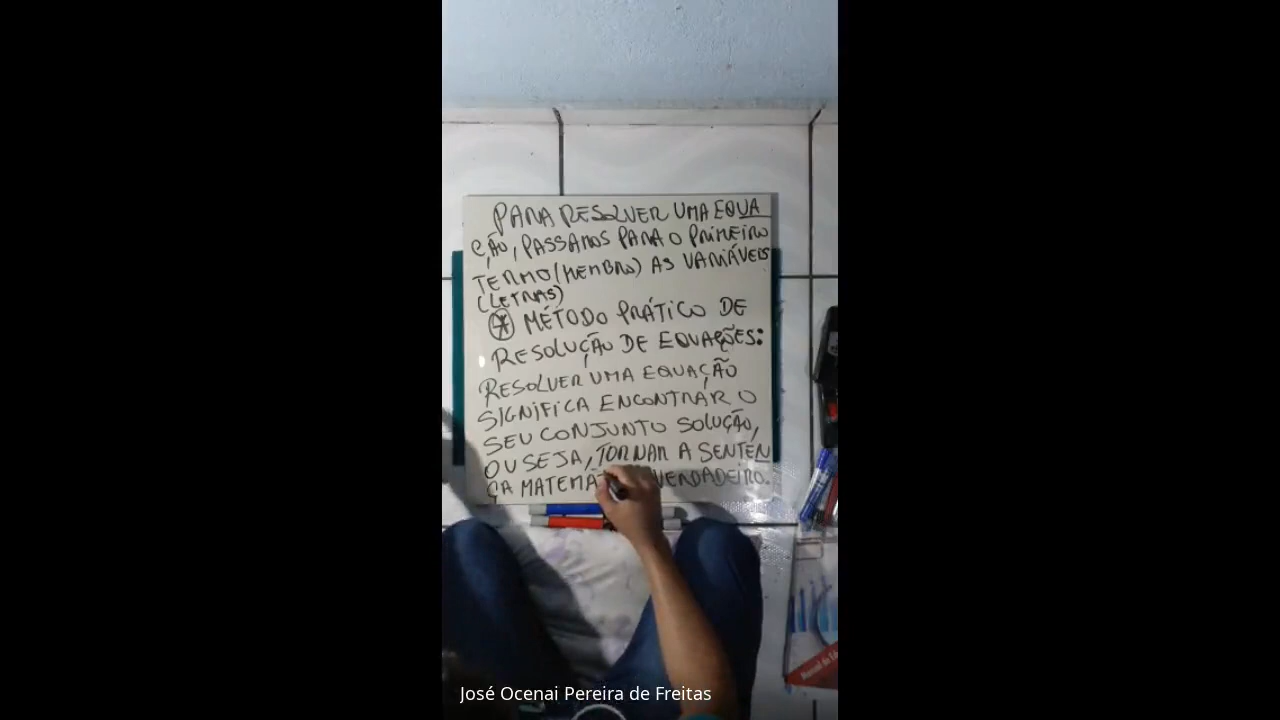 PARA RESOLVER UMA EQUA
ÇÃO, PASSAMOS PARA O PRIMEIRO
TERMO (MEMBRO) AS VARIÁVEIS
(LETRAS)
* MÉTODO PRÁTICO DE
RESOLUÇÃO DE EQUAÇÕES:
RESOLVER UMA EQUAÇÃO
SIGNIFICA ENCONTRAR O
SEU CONJUNTO SOLUÇÃO,
OU SEJA, TORNAR A SENTEN
ÇA MATEMÁ VERDADEIRO.
Manual do
José Ocenai Pereira de Freitas